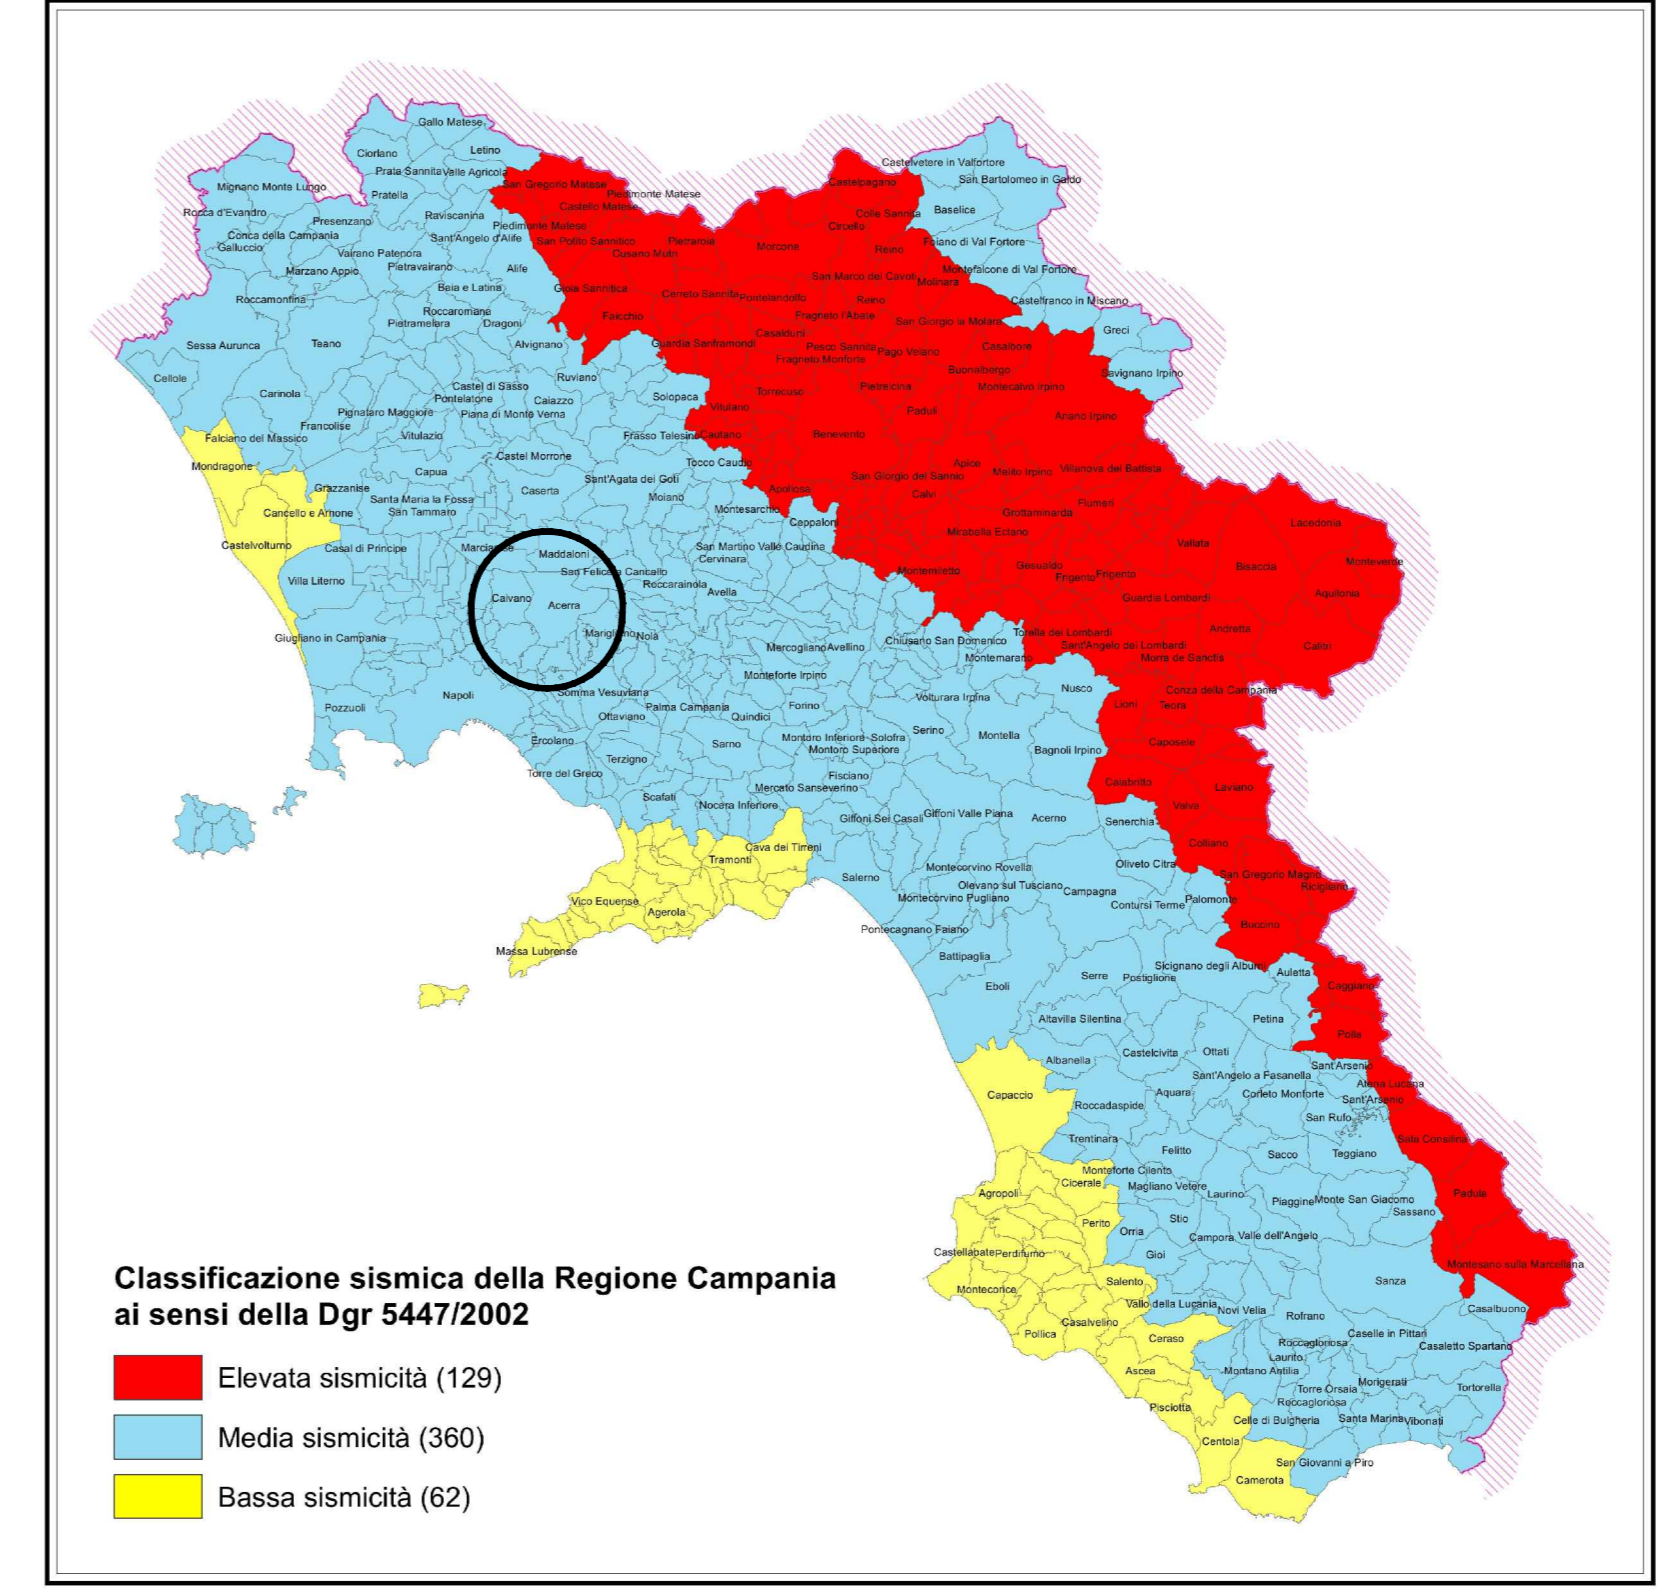 Gallo Matese
Ciorlano
Letino
Prata Sannita
Valle Agricola
Castelvetere in Valfortore
Mignano Monte Lungo
Pratella
San Gregorio Matese
Piedimonte Matese
Castelpagano
San Bartolomeo in Galdo
Rocca d'Evandro
Presenzano
Raviscanina
Castello Matese
Colle Sannita
Baselice
Conca della Campania
Galluccio
Vairano Patenora
Sant'Angelo d'Alife
Piedimonte Matese
San Potito Sannitico
Cusano Mutri
Pietraroia
Morcone
Circello
Reino
Foiano di Val Fortore
Marzano Appio
Pietravairano
Alife
San Marco dei Cavoti
Molinara
Montefalcone di Val Fortore
Roccamonfina
Baia e Latina
Gioia Sannitica
Cerreto Sannita
Pontelandolfo
Reino
Castelfranco in Miscano
Roccaromana
Pietramelara
Dragoni
Faicchio
Fragneto l'Abate
San Giorgio la Molara
Greci
Sessa Aurunca
Teano
Alvignano
Guardia Sanframondi
Casalduni
Pesco Sannita
Pago Veiano
Casalbore
Fragneto Monforte
Cellole
Carinola
Castel di Sasso
Pontelatone
Ruviano
Caiazzo
Solopaca
Torrecuso
Pietrelcina
Buonalbergo
Montecalvo Irpino
Savignano Irpino
Pignataro Maggiore
Piana di Monte Verna
Vitulano
Paduli
Ariano Irpino
Francolise
Falciano del Massico
Vitulazio
Frasso Telesino
Cautano
Benevento
Mondragone
Capua
Castel Morrone
Tocco Caudio
Apice
Melito Irpino
Villanova del Battista
Grazzanise
Santa Maria la Fossa
San Tammaro
Caserta
Sant'Agata dei Goti
Moiano
Apollosa
San Giorgio del Sannio
Calvi
Flumeri
Cancello e Arnone
Montesarchio
Ceppaloni
Grottaminarda
Mirabella Eclano
Lacedonia
Castelvolturno
Casal di Principe
Marcianise
Maddaloni
San Martino Valle Caudina
Cervinara
Vallata
Villa Literno
San Felice a Cancello
Roccarainola
Avella
Montemiletto
Gesualdo
Frigento
Frigento
Bisaccia
Monteverde
Caivano
Acerra
Guardia Lombardi
Aquilonia
Giugliano in Campania
Marigliano
Nola
Mercogliano
Avellino
Chiusano San Domenico
Torella dei Lombardi
Andretta
Montemarano
Sant'Angelo dei Lombardi
Morra de Sanctis
Calitri
Monteforte Irpino
Napoli
Somma Vesuviana
Volturara Irpina
Nusco
Conza della Campania
Pozzuoli
Palma Campania
Forino
Lioni
Teora
Ottaviano
Quindici
Serino
Montella
Ercolano
Sarno
Montoro Inferiore
Solofra
Montoro Superiore
Bagnoli Irpino
Caposele
Terzigno
Torre del Greco
Fisciano
Mercato Sanseverino
Calabritto
Laviano
Scafati
Nocera Inferiore
Giffoni Sei Casali
Giffoni Valle Piana
Acerno
Senerchia
Valva
Cava dei Tirreni
Tramonti
Colliano
Salerno
Montecorvino Rovella
Oliveto Citra
San Gregorio Magno
Ricigliano
Vico Equense
Agerola
Olevano sul Tusciano
Montecorvino Pugliano
Campagna
Contursi Terme
Palomonte
Buccino
Massa Lubrense
Pontecagnano Faiano
Battipaglia
Sicignano degli Alburni
Auletta
Eboli
Serre
Postiglione
Caggiano
Altavilla Silentina
Petina
Polla
Albanella
Castelcivita
Ottati
Sant'Arsenio
Sant'Angelo a Fasanella
Atena Lucana
Capaccio
Roccadaspide
Aquara
Corleto Monforte
Sant'Arsenio
San Rufo
Trentinara
Felitto
Sacco
Teggiano
Sala Consilina
Monteforte Cilento
Cicerale
Magliano Vetere
Laurino
Agropoli
Piaggine
Monte San Giacomo
Sassano
Padula
Perito
Orria
Stio
Campora
Valle dell'Angelo
Castellabate
Perdifumo
Gioi
Montesano sulla Marcellana
Montecorice
Salento
Sanza
Vallo della Lucania
Novi Velia
Rofrano
Casalbuono
Pollica
Casalvelino
Ceraso
Roccagloriosa
Caselle in Pittari
Casaletto Spartano
Laurito
Ascea
Montano Antilia
Torre Orsaia
Morigerati
Tortorella
Pisciotta
Roccagloriosa
Celle di Bulgheria
Santa Marina
Vibonati
Centola
San Giovanni a Piro
Camerota
Classificazione sismica della Regione Campania
ai sensi della Dgr 5447/2002
Elevata sismicità (129)
Media sismicità (360)
Bassa sismicità (62)